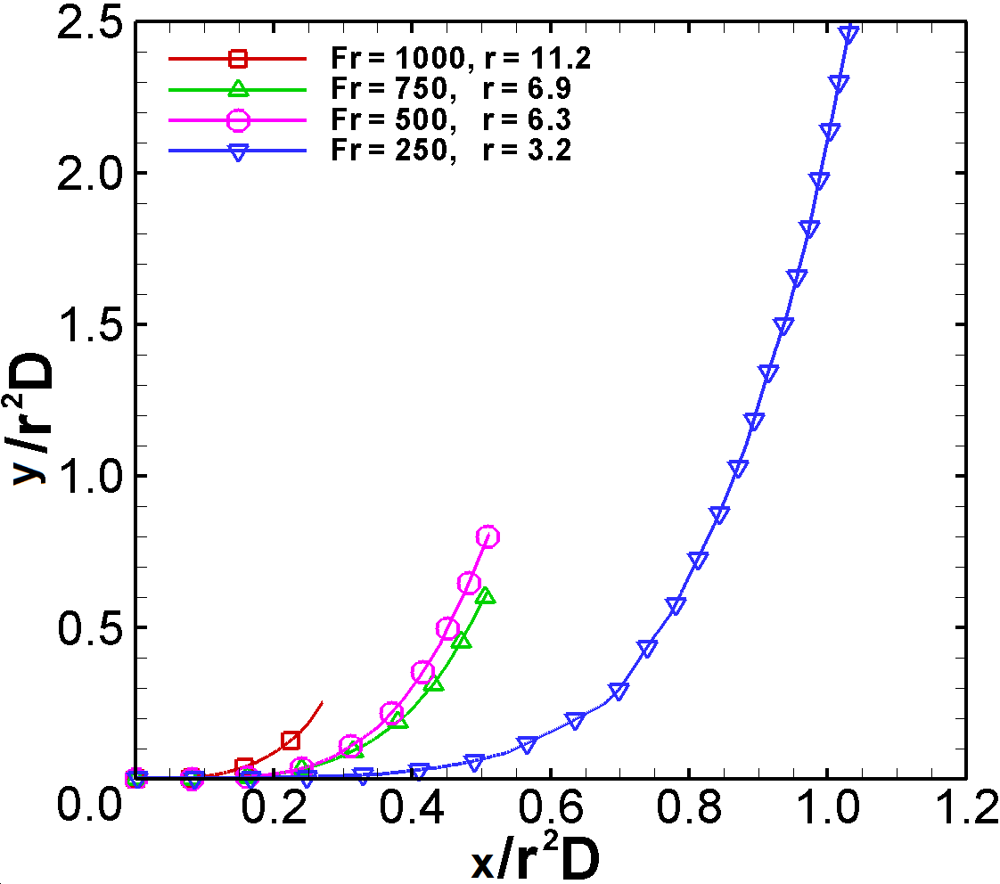 2.5
Fr = 1000, r = 11.2
Fr = 750, r = 6.9
Fr = 500, r = 6.3
Fr = 250, r = 3.2
2.0
1.5
y/r²D
1.0
0.5
0.0 0.2 0.4 0.6 0.8 1.0 1.2
x/r²D